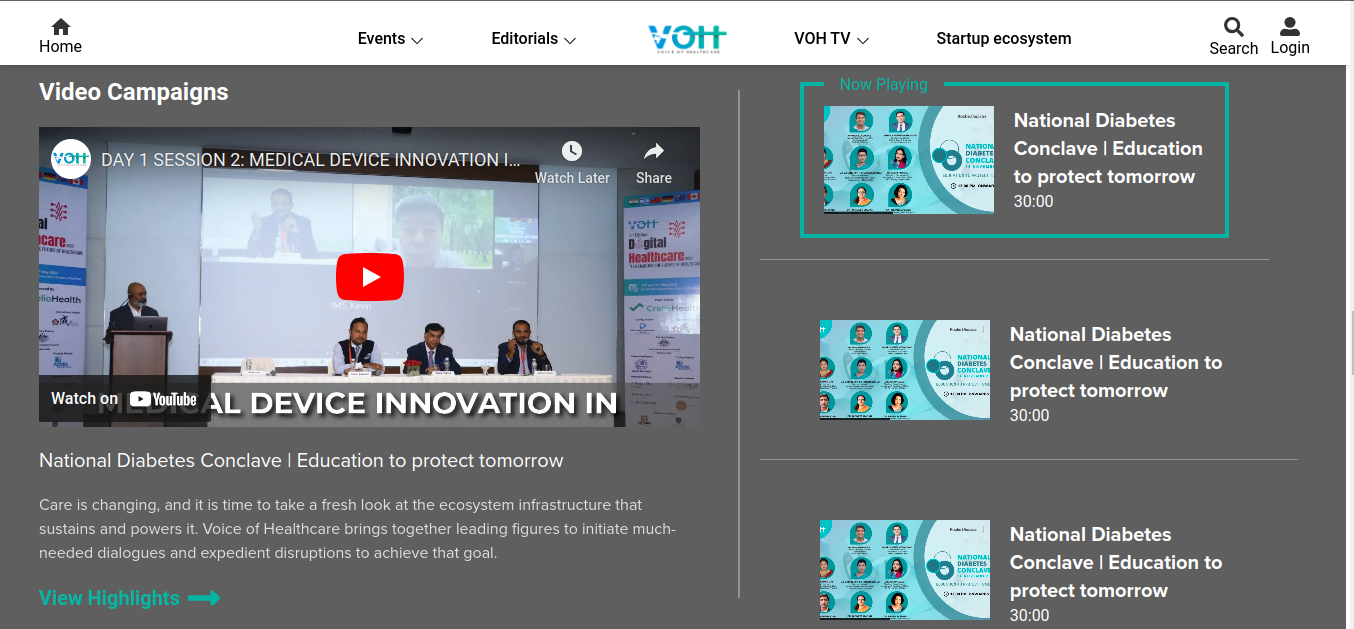 Home
Events
Editorials
VOH
VOICE OF HEALTHCARE
VOH TV
Startup ecosystem
Search
Login
Video Campaigns
DAY 1 SESSION 2: MEDICAL DEVICE INNOVATION I...
Watch Later
Share
IMS_Kevin
Digital
Healthcare
CrelioHealth
Watch on YouTube
AL DEVICE INNOVATION IN
National Diabetes Conclave | Education to protect tomorrow
Care is changing, and it is time to take a fresh look at the ecosystem infrastructure that
sustains and powers it. Voice of Healthcare brings together leading figures to initiate much-
needed dialogues and expedient disruptions to achieve that goal.
View Highlights
Now Playing
National Diabetes
Conclave | Education
to protect tomorrow
30:00
National Diabetes
Conclave | Education to
protect tomorrow
30:00
National Diabetes
Conclave | Education to
protect tomorrow
30:00